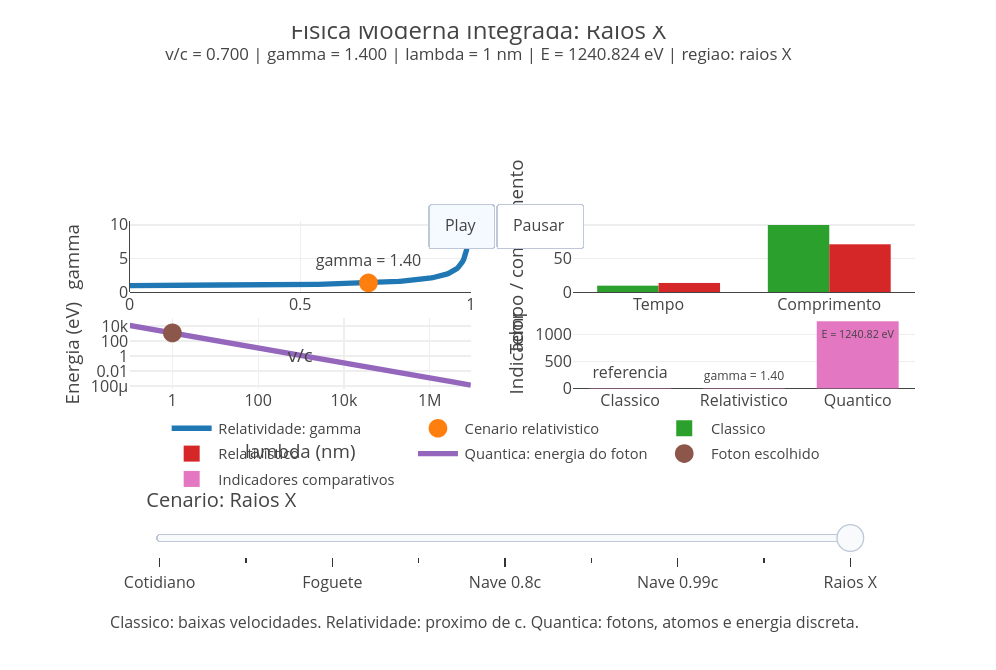 Física Moderna Integrada: Raios X
v/c = 0.700 | gamma = 1.400 | lambda = 1 nm | E = 1240.824 eV | regiao: raios X
gamma
10
5
0
gamma = 1.40
0
0.5
1
v/c
Play
Pausar
50
0
Tempo
Comprimento
Energia (eV)
10k
100
1
0.01
100µ
1
100
10k
1M
lambda (nm)
1000
500
0
referencia
gamma = 1.40
E = 1240.82 eV
Classico
Relativistico
Quantico
Relatividade: gamma
Cenario relativistico
Classico
Relativistico
Quantica: energia do foton
Foton escolhido
Indicadores comparativos
Cenario: Raios X
Cotidiano
Foguete
Nave 0.8c
Nave 0.99c
Raios X
Classico: baixas velocidades. Relatividade: proximo de c. Quantica: fotons, atomos e energia discreta.